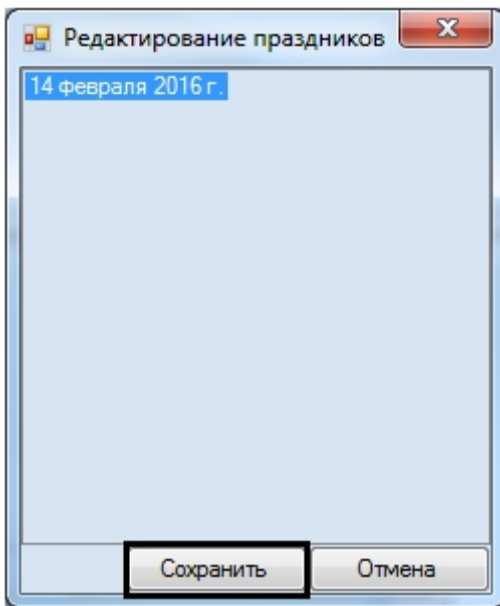 Редактирование праздников
14 февраля 2016 г.
Сохранить
Отмена